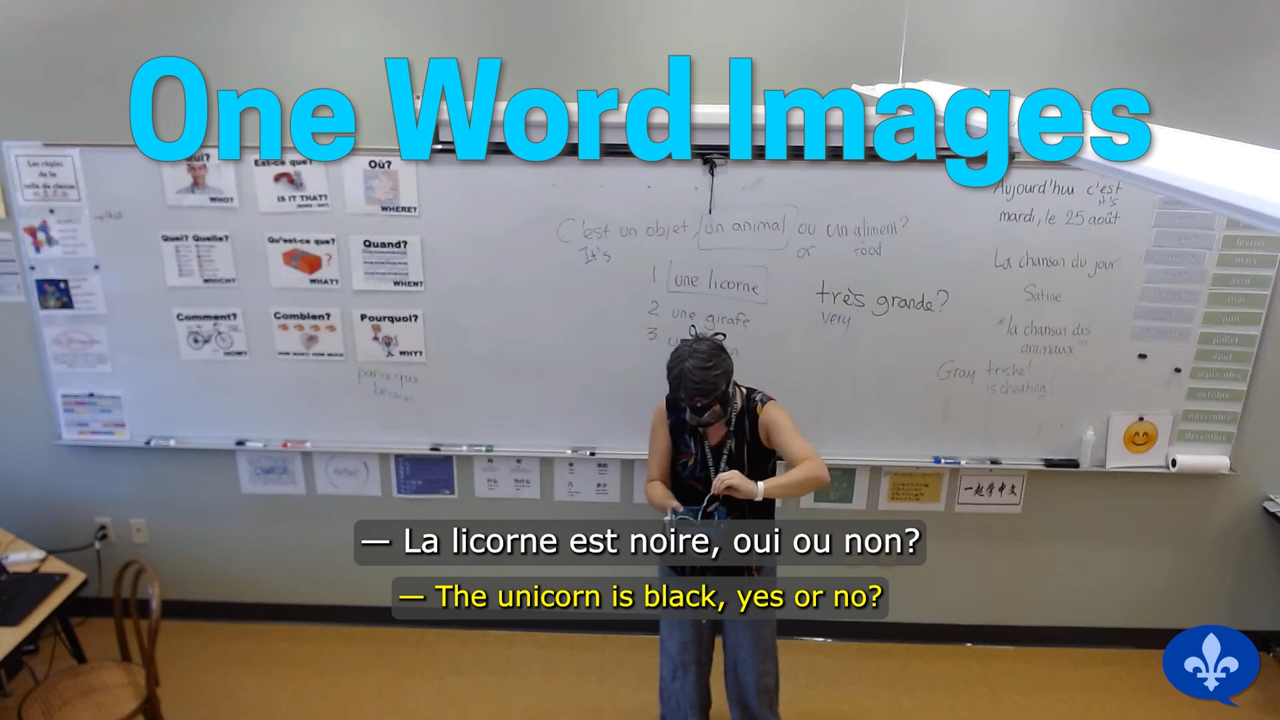 One Word Images
Les règles
de la
salle de classe
Qui?
WHO?
Est-ce que?
IS IT THAT?
Où?
WHERE?
Quel? Quelle?
WHICH?
Qu'est-ce que?
?
WHAT?
Quand?
WHEN?
Comment?
HOW?
Combien?
HOW MANY? HOW MUCH?
Pourquoi?
WHY?
parce que
C'est un objet, un animal ou un aliment?
It's or food
1 une licorne
2 une girafe
3
très grande?
very
Aujourd'hui c'est
it's
mardi, le 25 août
La chanson du jour
Satine
"la chanson des
animaux"
Gray triche!
is cheating!
février
mars
avril
mai
juin
juillet
août
septembre
octobre
novembre
décembre
一起学中文
— La licorne est noire, oui ou non?
— The unicorn is black, yes or no?